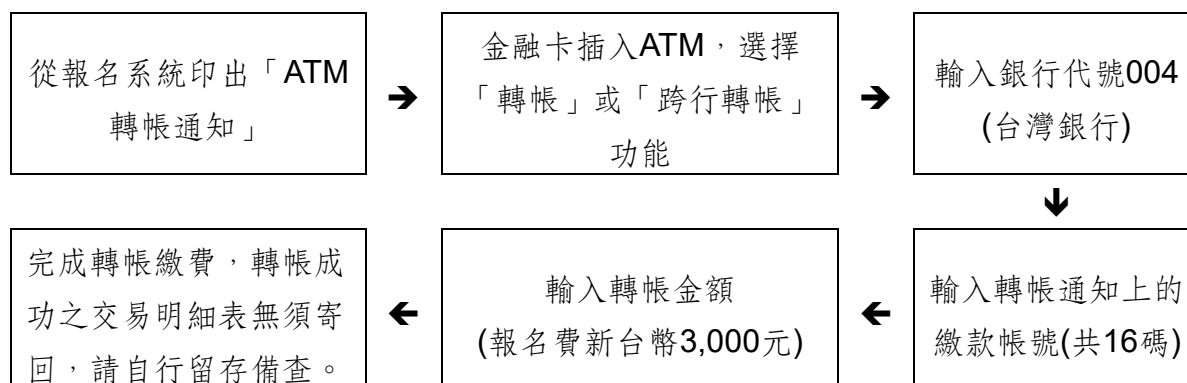 從報名系統印出「ATM
轉帳通知」
金融卡插入ATM，選擇
「轉帳」或「跨行轉帳」
功能
輸入銀行代號004
(台灣銀行)
輸入轉帳通知上的
繳款帳號(共16碼)
輸入轉帳金額
(報名費新台幣3,000元)
完成轉帳繳費，轉帳成
功之交易明細表無須寄
回，請自行留存備查。